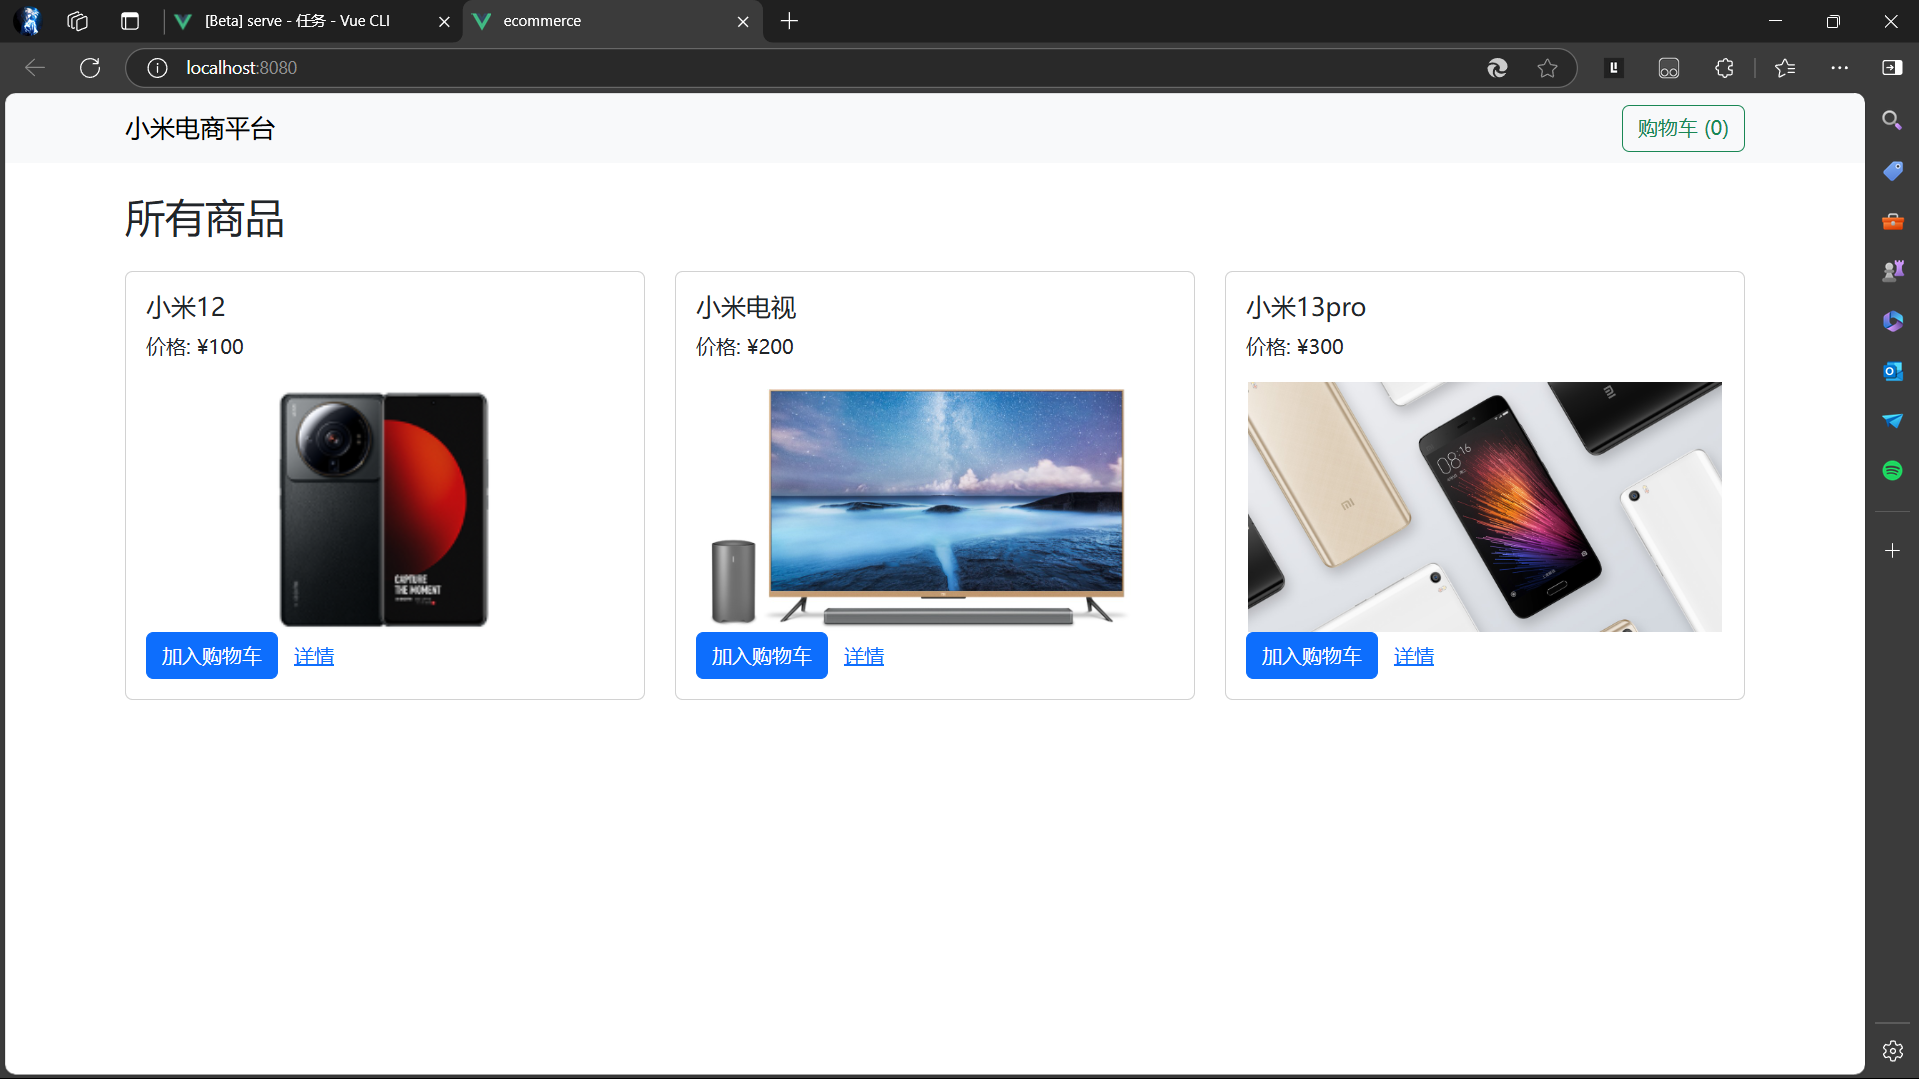 [Beta] serve - 任务 - Vue CLI
ecommerce
localhost:8080
小米电商平台
购物车 (0)
所有商品
小米12
价格: ¥100
CAPTURE
THE MOMENT
加入购物车 详情
小米电视
价格: ¥200
加入购物车 详情
小米13pro
价格: ¥300
08:16
加入购物车 详情